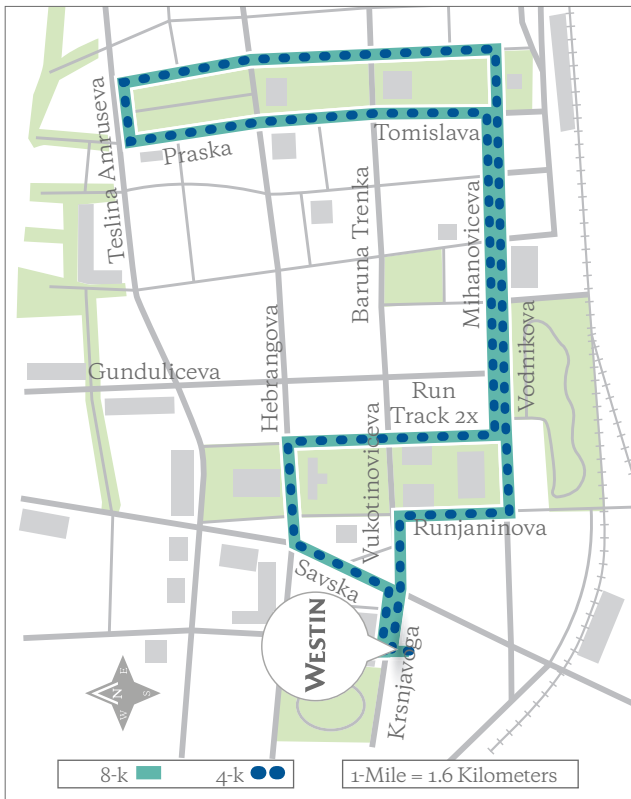 Teslina Amruseva
Praska
Tomislava
Baruna Trenka
Mihanoviceva
Hebrangova
Vodnikova
Gunduliceva
Run
Track 2x
Vukotinoviceva
Runjaninova
Savska
WESTIN
Krsnjavoga
N
E
S
W
8-k
4-k
1-Mile = 1.6 Kilometers